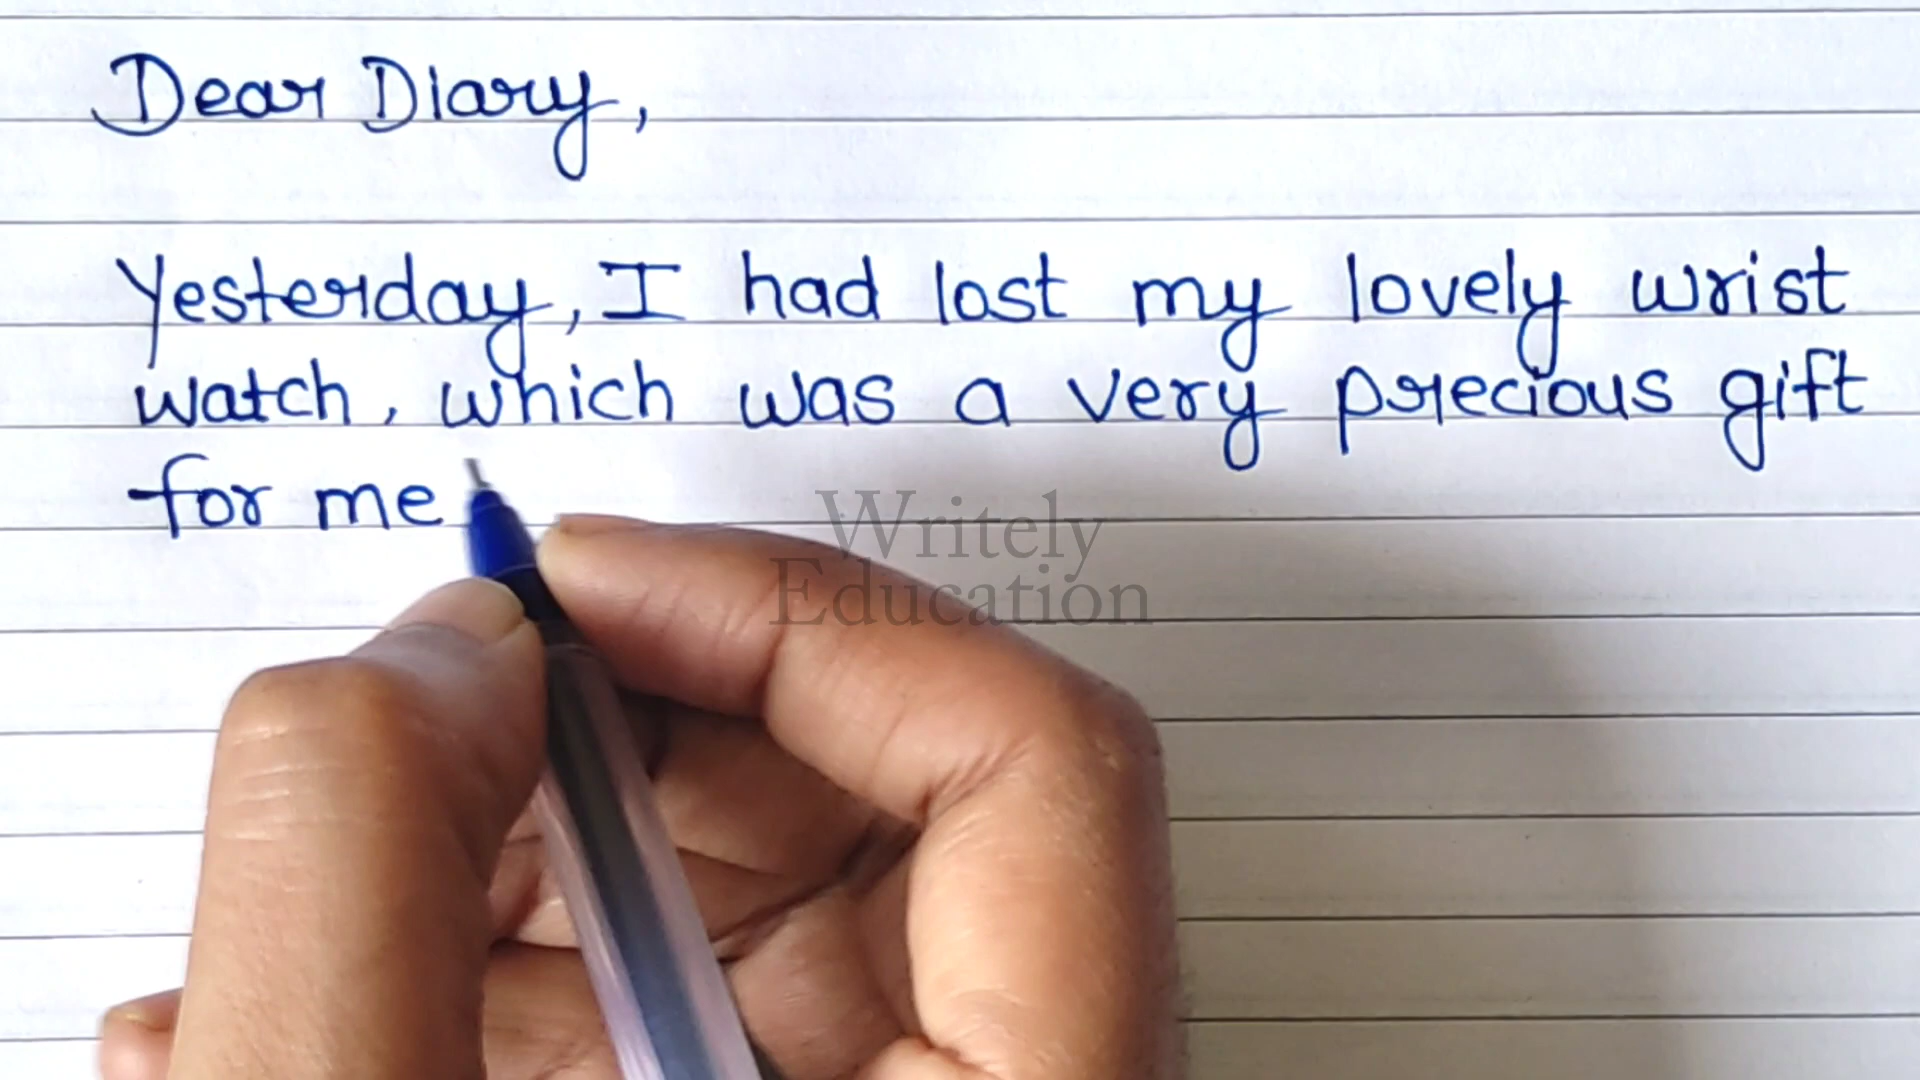 Dear Diary,
Yesterday, I had lost my lovely wrist
watch, which was a very precious gift
for me
Writely
Education